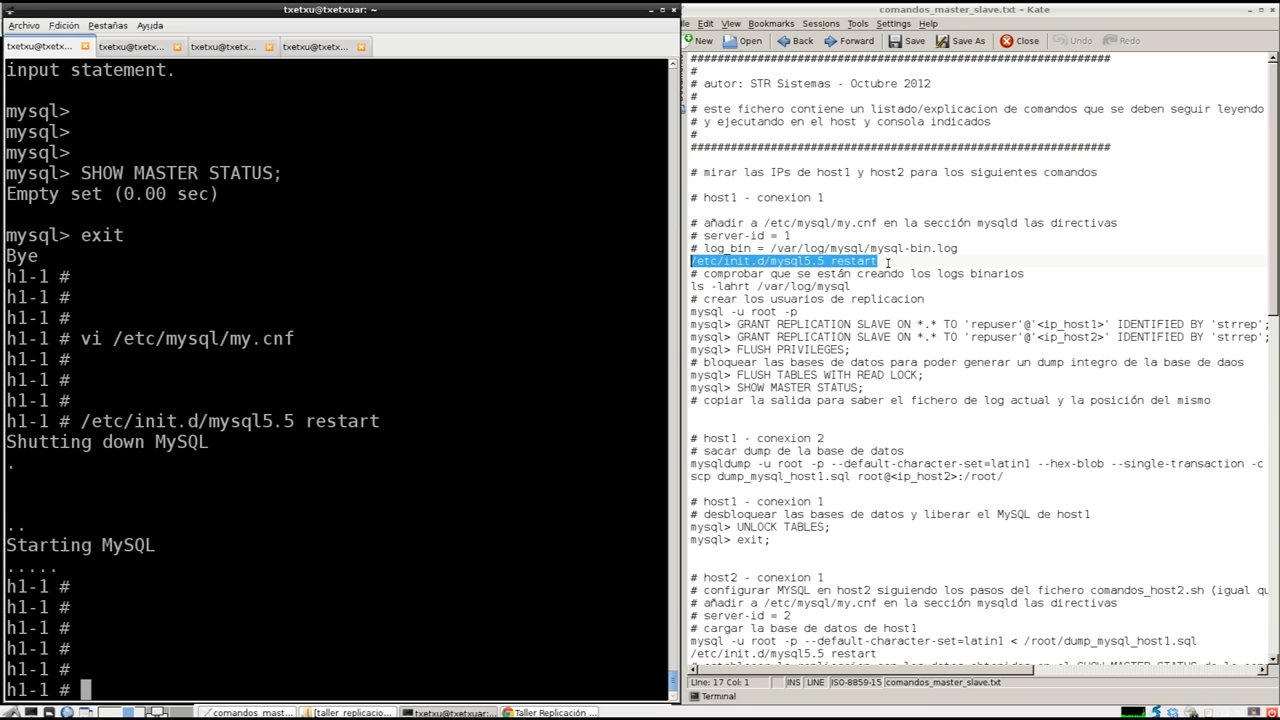 txetxu@txetxuar: ~
Archivo Edición Pestañas Ayuda
txetxu@txetx... txetxu@txetx... txetxu@txetx... txetxu@txetx...
input statement.
mysql>
mysql>
mysql>
mysql> SHOW MASTER STATUS;
Empty set (0.00 sec)
mysql> exit
Bye
h1-1 #
h1-1 #
h1-1 #
h1-1 # vi /etc/mysql/my.cnf
h1-1 #
h1-1 #
h1-1 #
h1-1 # /etc/init.d/mysql5.5 restart
Shutting down MySQL
.
..
Starting MySQL
.....
h1-1 #
h1-1 #
h1-1 #
h1-1 #
h1-1 #
h1-1 #
comandos_master_slave.txt - Kate
Edit View Bookmarks Sessions Tools Settings Help
New Open Back Forward Save Save As Close Undo Redo
###############################################################
#
# autor: STR Sistemas - Octubre 2012
#
# este fichero contiene un listado/explicacion de comandos que se deben seguir leyendo
# y ejecutando en el host y consola indicados
#
###############################################################
# mirar las IPs de host1 y host2 para los siguientes comandos
# host1 - conexion 1
# añadir a /etc/mysql/my.cnf en la sección mysqld las directivas
# server-id = 1
# log_bin = /var/log/mysql/mysql-bin.log
/etc/init.d/mysql5.5 restart
# comprobar que se están creando los logs binarios
ls -lahrt /var/log/mysql
# crear los usuarios de replicacion
mysql -u root -p
mysql> GRANT REPLICATION SLAVE ON *.* TO 'repuser'@'<ip_host1>' IDENTIFIED BY 'strrep';
mysql> GRANT REPLICATION SLAVE ON *.* TO 'repuser'@'<ip_host2>' IDENTIFIED BY 'strrep';
mysql> FLUSH PRIVILEGES;
# bloquear las bases de datos para poder generar un dump integro de la base de daos
mysql> FLUSH TABLES WITH READ LOCK;
mysql> SHOW MASTER STATUS;
# copiar la salida para saber el fichero de log actual y la posición del mismo
# host1 - conexion 2
# sacar dump de la base de datos
mysqldump -u root -p --default-character-set=latin1 --hex-blob --single-transaction -c
scp dump_mysql_host1.sql root@<ip_host2>:/root/
# host1 - conexion 1
# desbloquear las bases de datos y liberar el MySQL de host1
mysql> UNLOCK TABLES;
mysql> exit;
# host2 - conexion 1
# configurar MYSQL en host2 siguiendo los pasos del fichero comandos_host2.sh (igual qu
# añadir a /etc/mysql/my.cnf en la sección mysqld las directivas
# server-id = 2
# cargar la base de datos de host1
mysql -u root -p --default-character-set=latin1 < /root/dump_mysql_host1.sql
/etc/init.d/mysql5.5 restart
Line: 17 Col: 1 INS LINE ISO-8859-15 comandos_master_slave.txt
Terminal
comandos_mast... [taller_replicacio... txetxu@txetxuar:... Taller Replicación ...